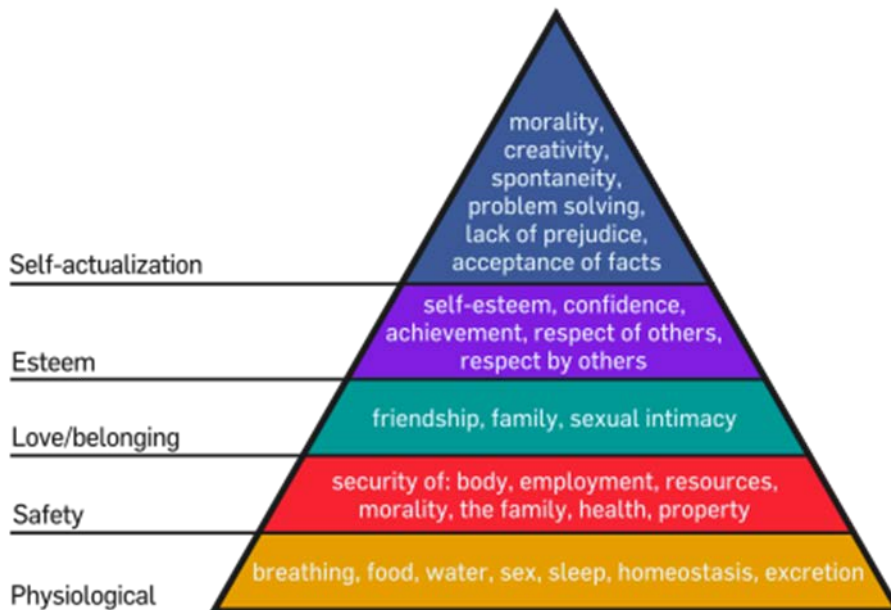 morality,
creativity,
spontaneity,
problem solving,
lack of prejudice,
acceptance of facts
Self-actualization
self-esteem, confidence,
achievement, respect of others,
respect by others
Esteem
friendship, family, sexual intimacy
Love/belonging
security of: body, employment, resources,
morality, the family, health, property
Safety
breathing, food, water, sex, sleep, homeostasis, excretion
Physiological